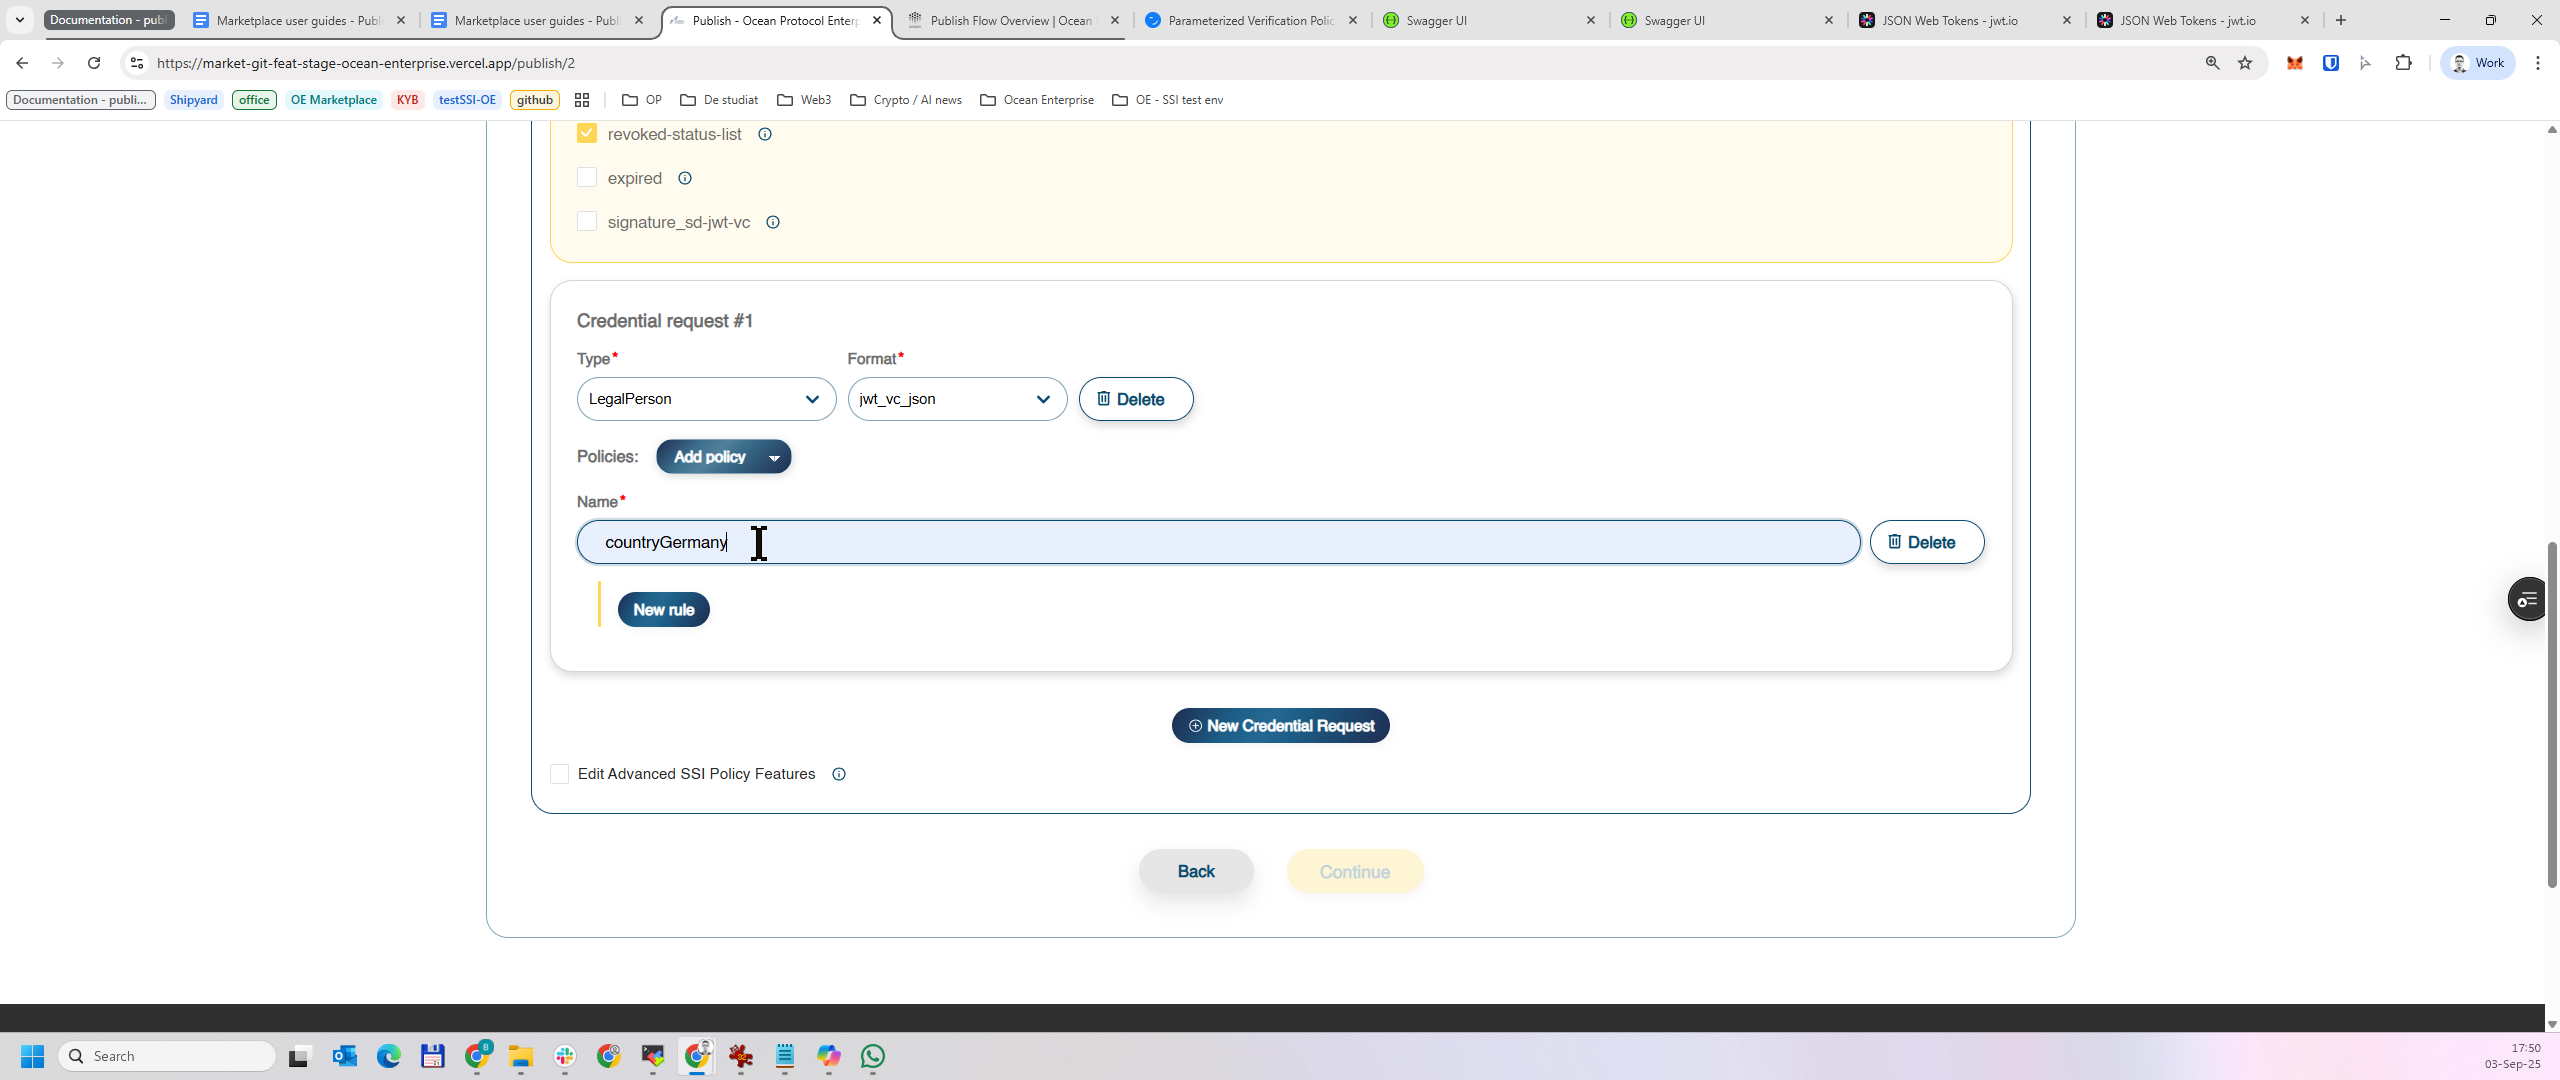 Documentation - publ
Marketplace user guides - Publi
Marketplace user guides - Publi
Publish - Ocean Protocol Enterp
Publish Flow Overview | Ocean
Parameterized Verification Polic
Swagger UI
Swagger UI
JSON Web Tokens - jwt.io
JSON Web Tokens - jwt.io
https://market-git-feat-stage-ocean-enterprise.vercel.app/publish/2
Work
Documentation - publi...
Shipyard
office
OE Marketplace
KYB
testSSI-OE
github
OP
De studiat
Web3
Crypto / AI news
Ocean Enterprise
OE - SSI test env
revoked-status-list
expired
signature_sd-jwt-vc
Credential request #1
Type*
Format*
LegalPerson
jwt_vc_json
Delete
Policies:
Add policy
Name*
countryGermany
Delete
New rule
New Credential Request
Edit Advanced SSI Policy Features
Back
Continue
Search
17:50
03-Sep-25